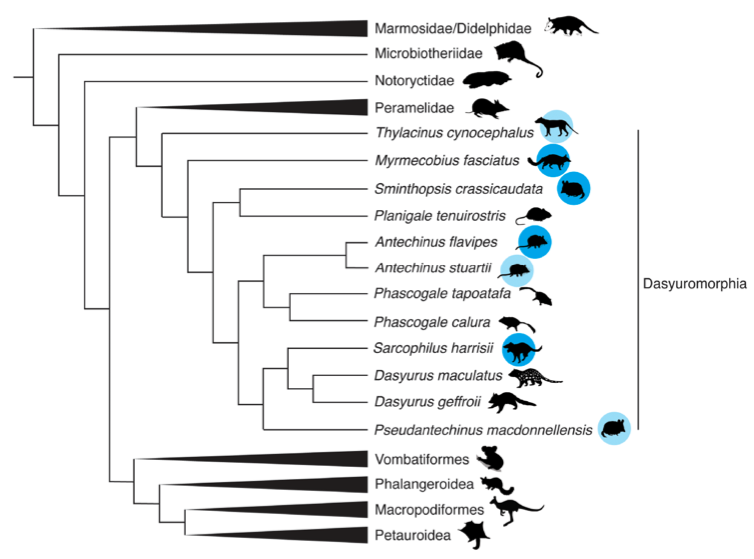 Marmosidae/Didelphidae
Microbiotheriidae
Notoryctidae
Peramelidae
Thylacinus cynocephalus
Myrmecobius fasciatus
Sminthopsis crassicaudata
Planigale tenuirostris
Antechinus flavipes
Antechinus stuartii
Dasyuromorphia
Phascogale tapoatafa
Phascogale calura
Sarcophilus harrisii
Dasyurus maculatus
Dasyurus geffroii
Pseudantechinus macdonnellensis
Vombatiformes
Phalangeroidea
Macropodiformes
Petauroidea